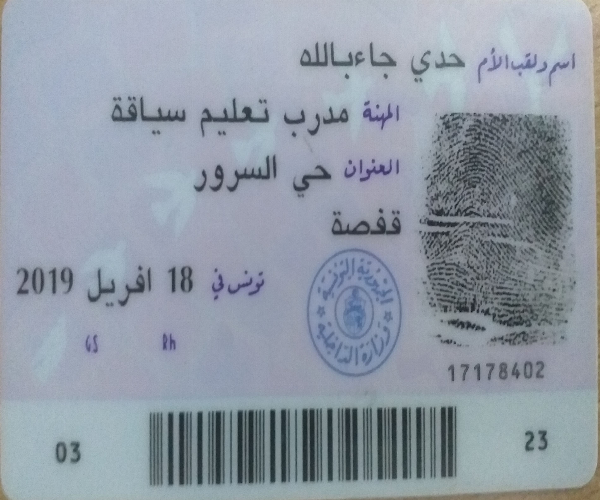 اسم ولقب الأم حدي جاءبالله
المهنة مدرب تعليم سياقة
العنوان حي السرور
قفصة
تونس في 18 افريل 2019
الجمهورية التونسية
وزارة الداخلية
GS Rh
17178402
03 23